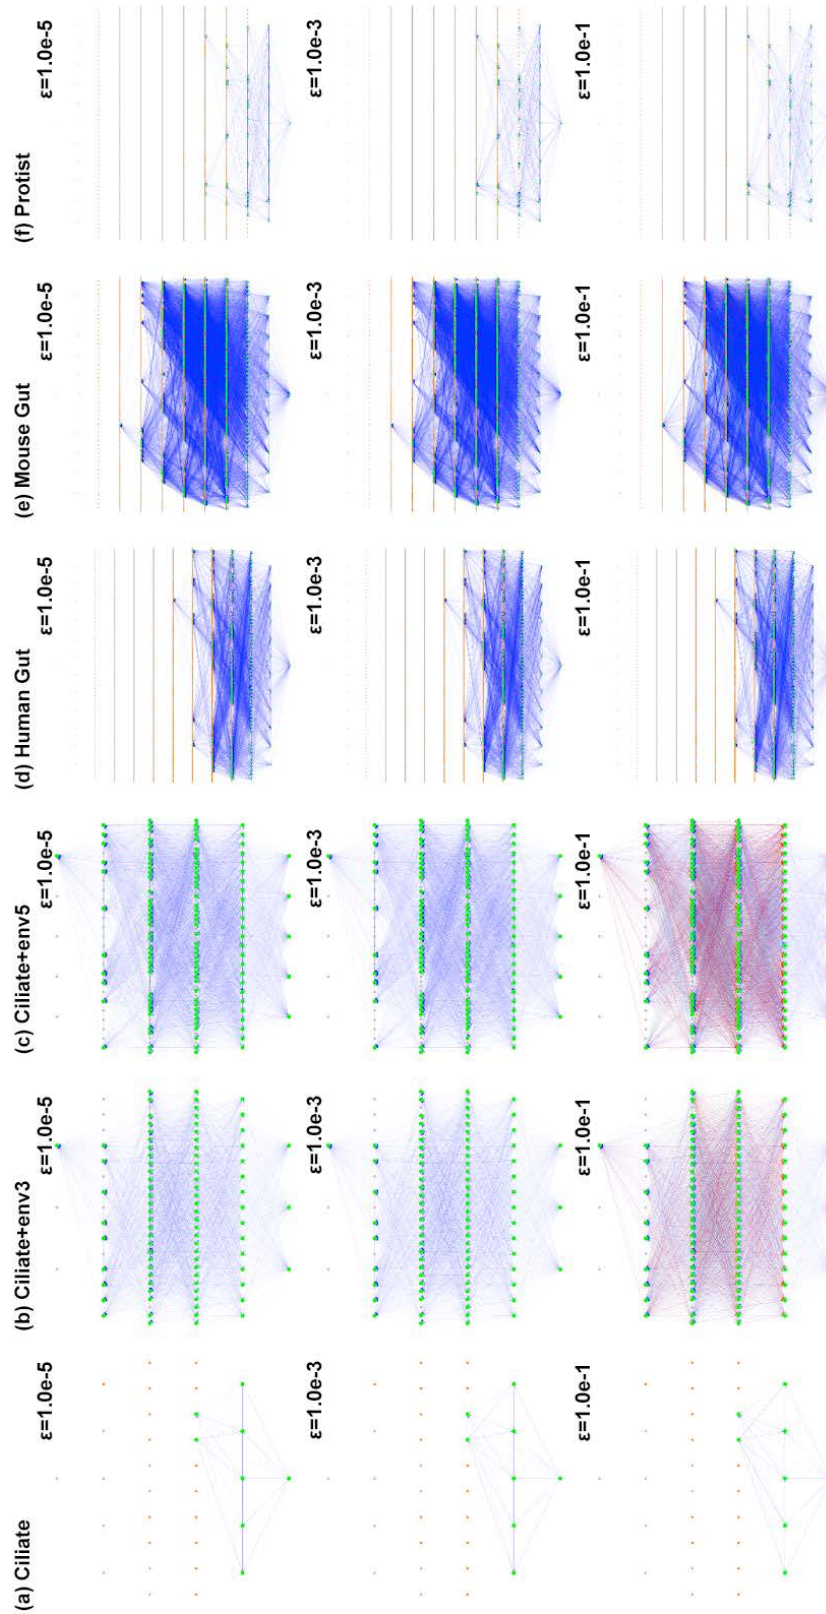 (a) Ciliate
ε=1.0e-5
ε=1.0e-3
ε=1.0e-1
(b) Ciliate+env3
ε=1.0e-5
ε=1.0e-3
ε=1.0e-1
(c) Ciliate+env5
ε=1.0e-5
ε=1.0e-3
ε=1.0e-1
(d) Human Gut
ε=1.0e-5
ε=1.0e-3
ε=1.0e-1
(e) Mouse Gut
ε=1.0e-5
ε=1.0e-3
ε=1.0e-1
(f) Protist
ε=1.0e-5
ε=1.0e-3
ε=1.0e-1